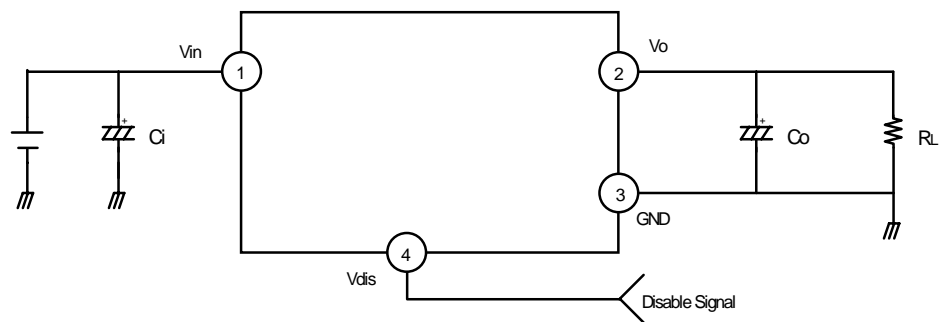 Vin
Vo
1
2
+
Ci
+
Co
RL
3
GND
4
Vdis
Disable Signal